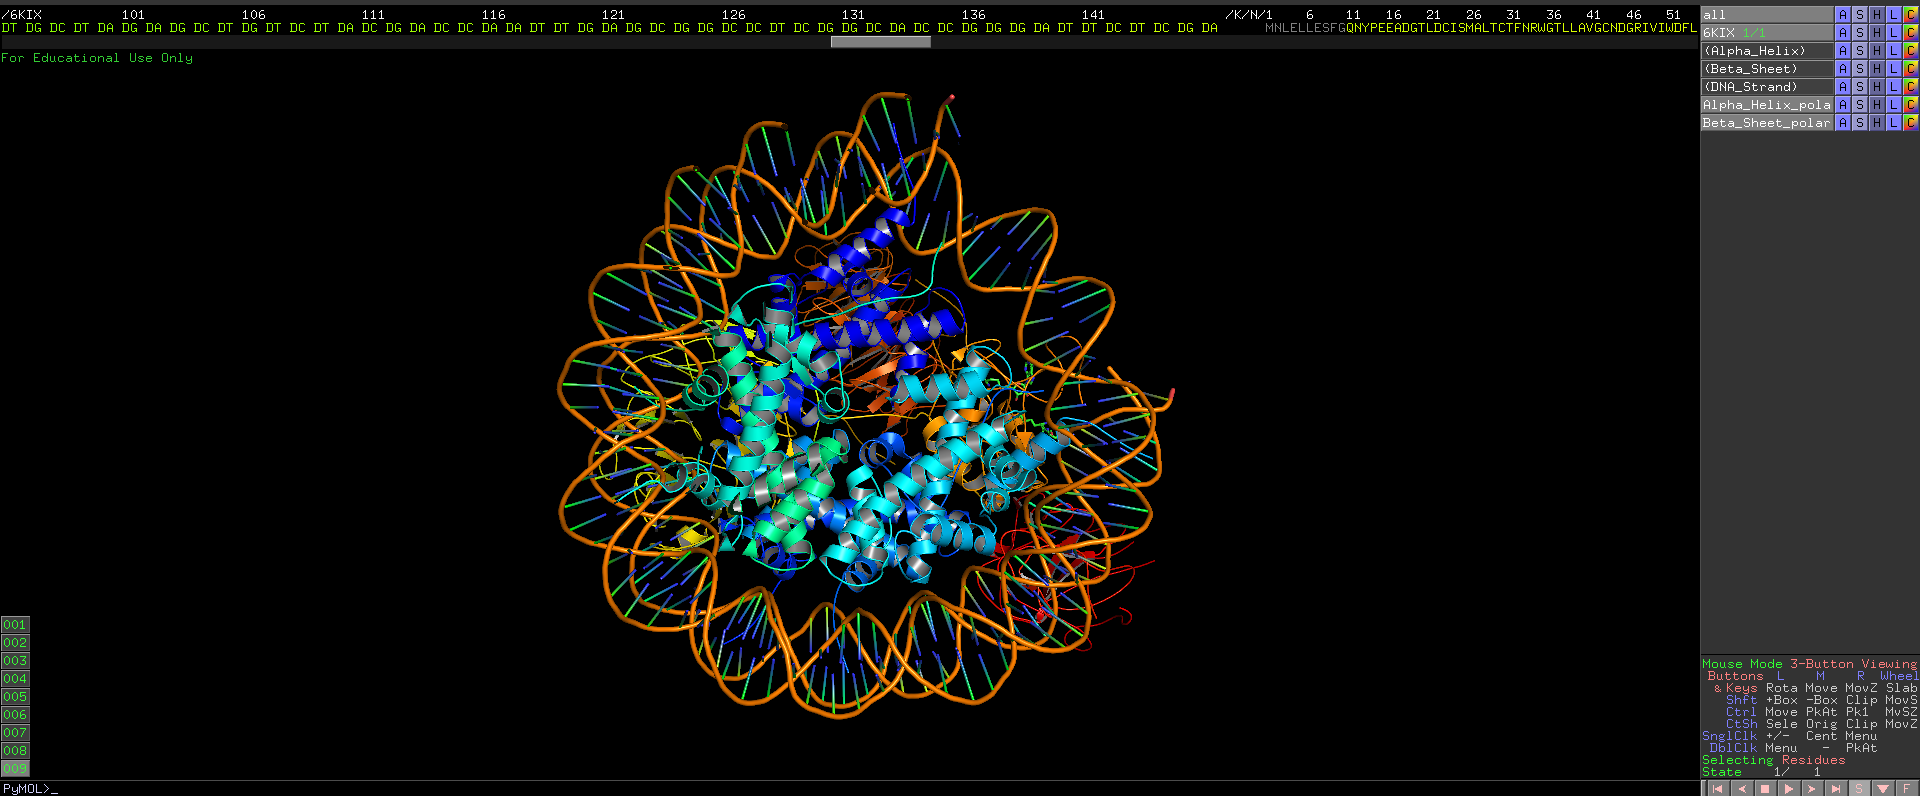 /6KIX 101 106 111 116 121 126 131 136 141 /K/N/1 6 11 16 21 26 31 36 41 46 51
DT DG DC DT DA DG DA DG DC DT DG DT DC DT DA DC DG DA DC DC DA DA DT DT DG DA DG DC DG DG DC DC DT DC DG DG DC DA DC DC DG DG DG DA DT DT DC DT DC DC DG DA MNLELLESFGQNYPEEADGTLDCISMALTCTFNRWGTLLAVGCNDGRIVIWDFL
For Educational Use Only
all A S H L C
6KIX 1/1 A S H L C
(Alpha_Helix) A S H L C
(Beta_Sheet) A S H L C
(DNA_Strand) A S H L C
Alpha_Helix_pola A S H L C
Beta_Sheet_polar A S H L C
001
002
003
004
005
006
007
008
009
Mouse Mode 3-Button Viewing
Buttons L M R Wheel
& Keys Rota Move MovZ Slab
Shft +Box -Box Clip MovS
Ctrl Move PkAt Pk1 MvSZ
CtSh Sele Orig Clip MovZ
SnglClk +/- Cent Menu
DblClk Menu - PkAt
Selecting Residues
State 1/ 1
PyMOL>_
S F